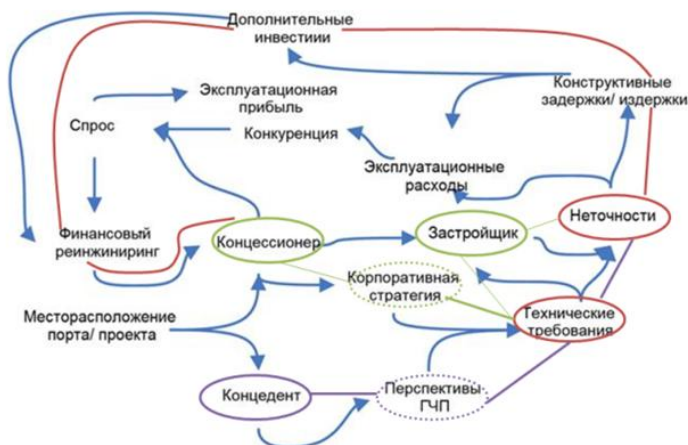 Дополнительные
инвестиии
Эксплуатационная
прибыль
Конструктивные
задержки/ издержки
Спрос
Конкуренция
Эксплуатационные
расходы
Финансовый
реинжиниринг
Концессионер
Застройщик
Неточности
Корпоративная
стратегия
Месторасположение
порта/ проекта
Технические
требования
Концедент
Перспективы
ГЧП